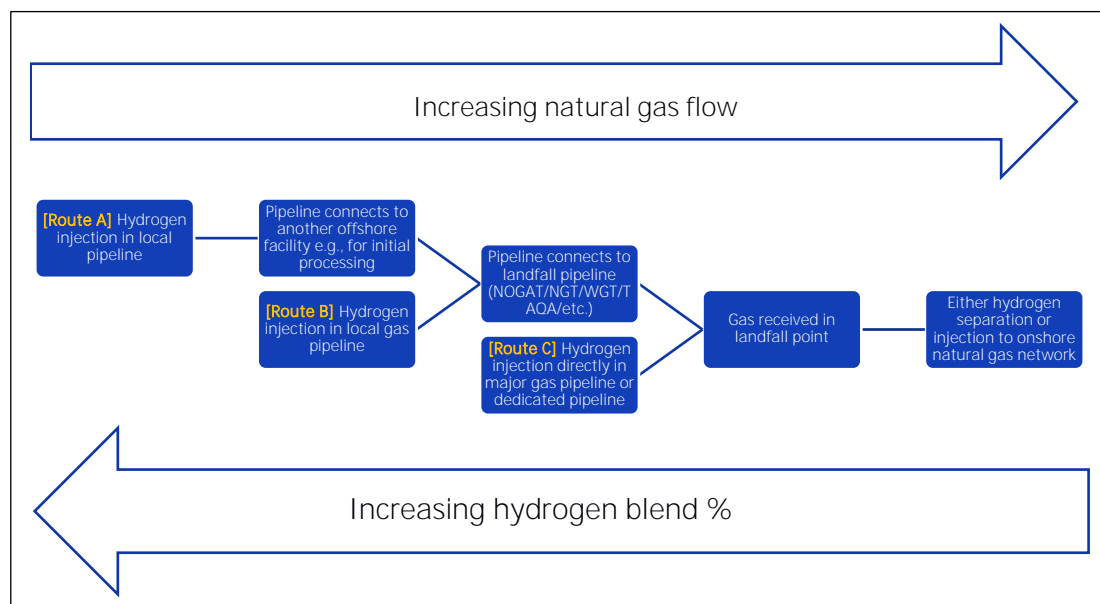 Increasing natural gas flow
[Route A] Hydrogen
injection in local
pipeline
Pipeline connects to
another offshore
facility e.g., for initial
processing
[Route B] Hydrogen
injection in local gas
pipeline
Pipeline connects to
landfall pipeline
(NOGAT/NGT/WGT/T
AQA/etc.)
[Route C] Hydrogen
injection directly in
major gas pipeline or
dedicated pipeline
Gas received in
landfall point
Either hydrogen
separation or
injection to onshore
natural gas network
Increasing hydrogen blend %